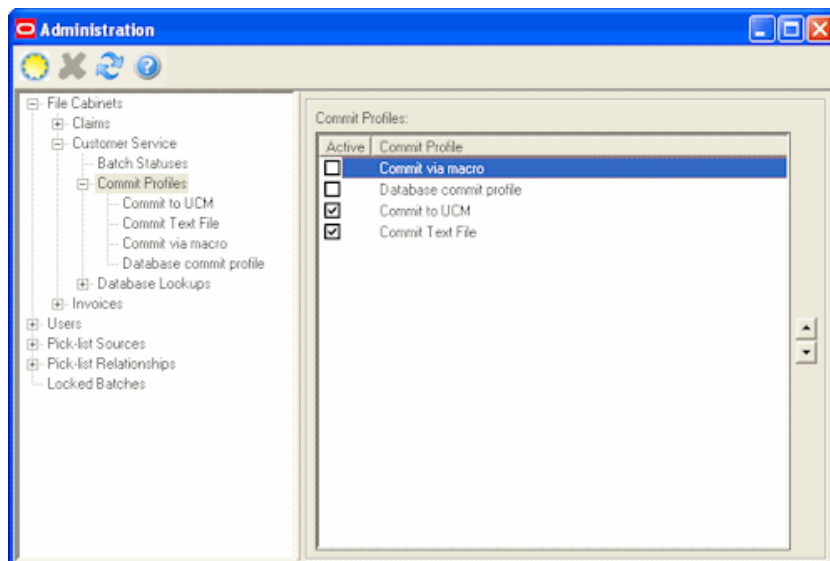 Administration
File Cabinets
Claims
Customer Service
Batch Statuses
Commit Profiles
Commit to UCM
Commit Text File
Commit via macro
Database commit profile
Database Lookups
Invoices
Users
Pick-list Sources
Pick-list Relationships
Locked Batches
Commit Profiles:
Active Commit Profile
Commit via macro
Database commit profile
Commit to UCM
Commit Text File